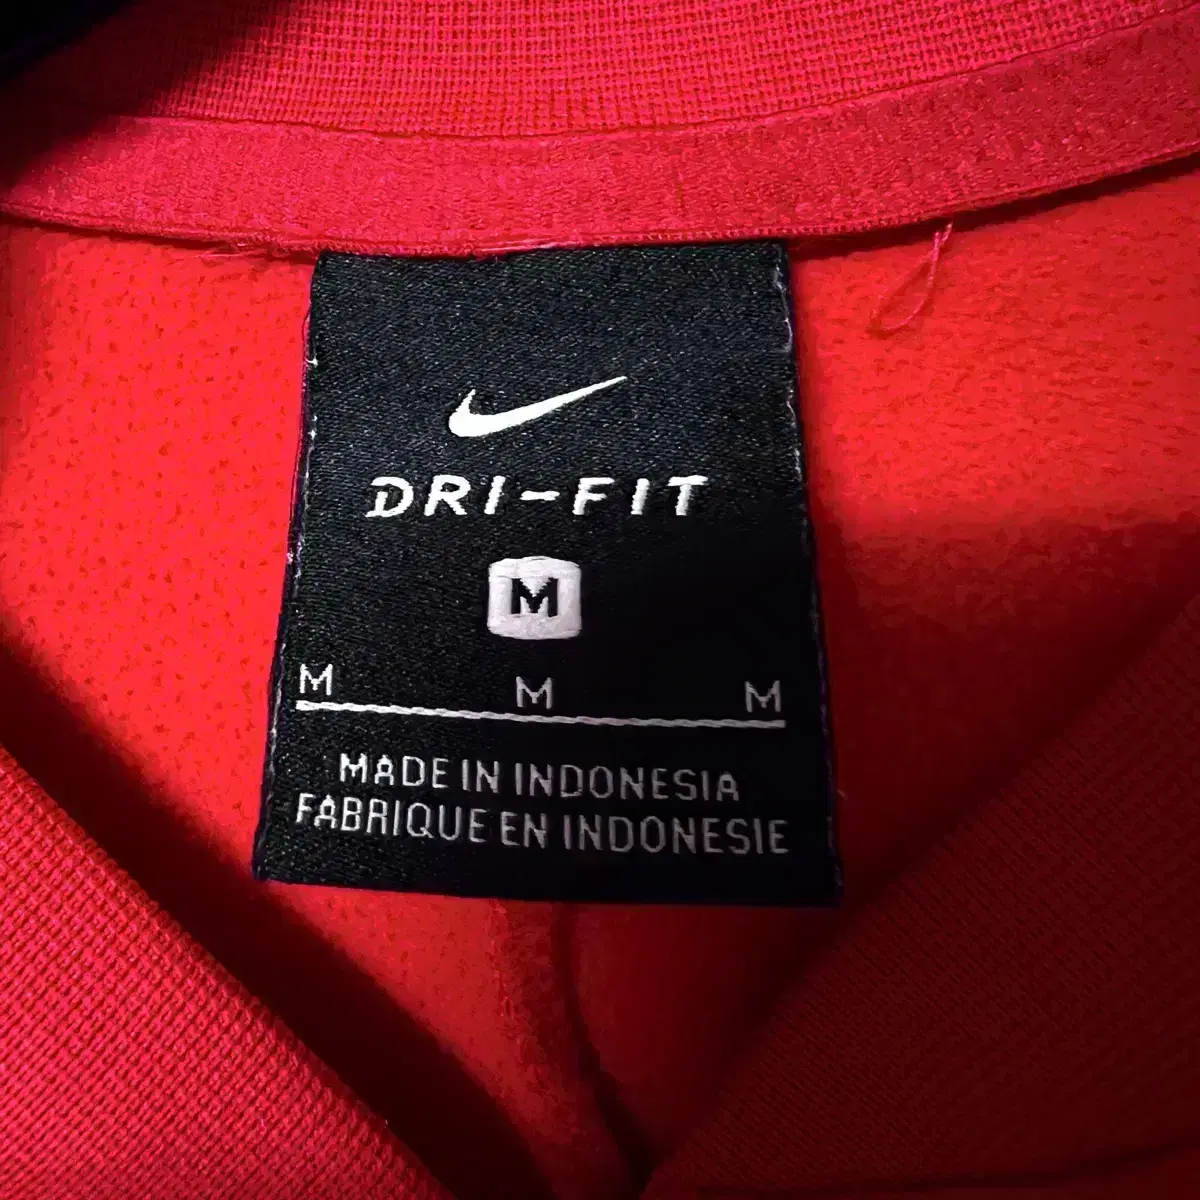 DRI-FIT
M
M M M
MADE IN INDONESIA
FABRIQUE EN INDONESIE